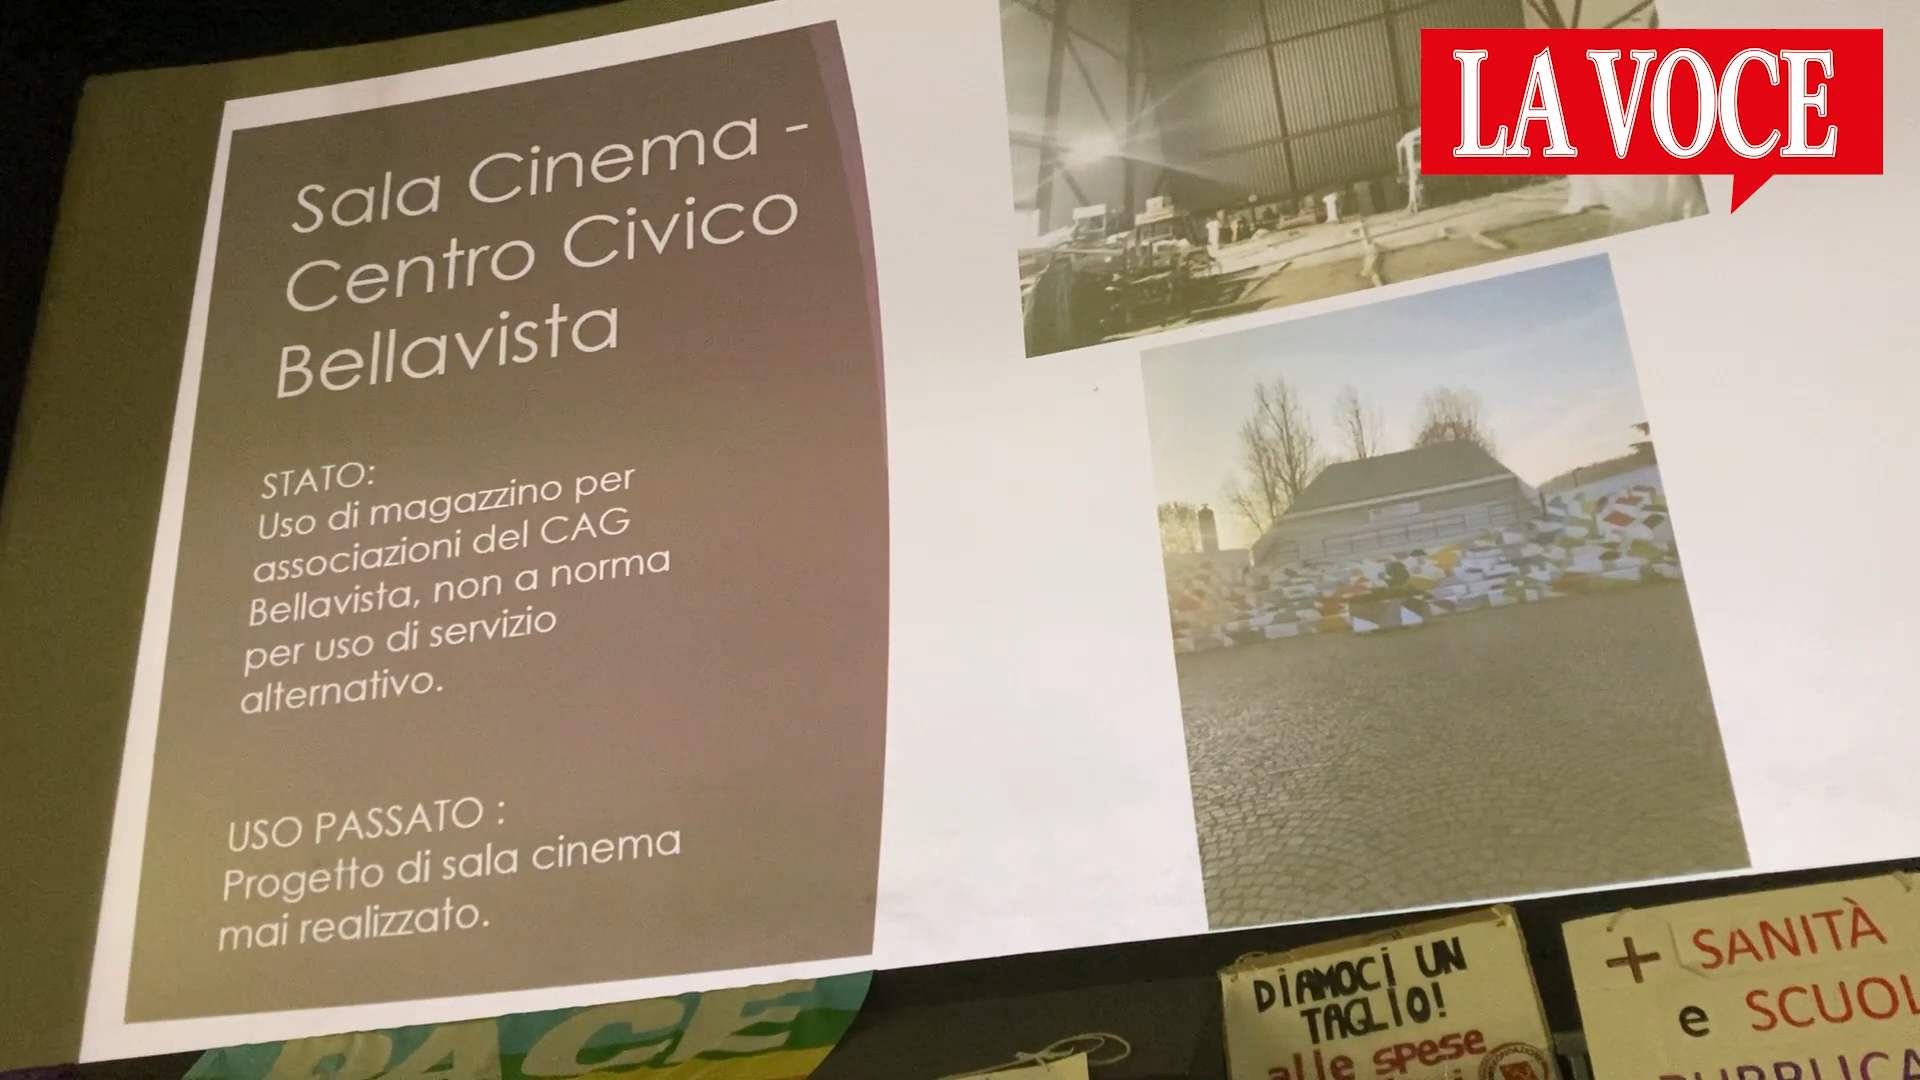 LA VOCE
Sala Cinema -
Centro Civico
Bellavista
STATO:
Uso di magazzino per
associazioni del CAG
Bellavista, non a norma
per uso di servizio
alternativo.
USO PASSATO :
Progetto di sala cinema
mai realizzato.
PACE
DiAMOCi UN
TAGLiO!
alle spese
+ SANITÀ
e SCUOL
PUBBLICA